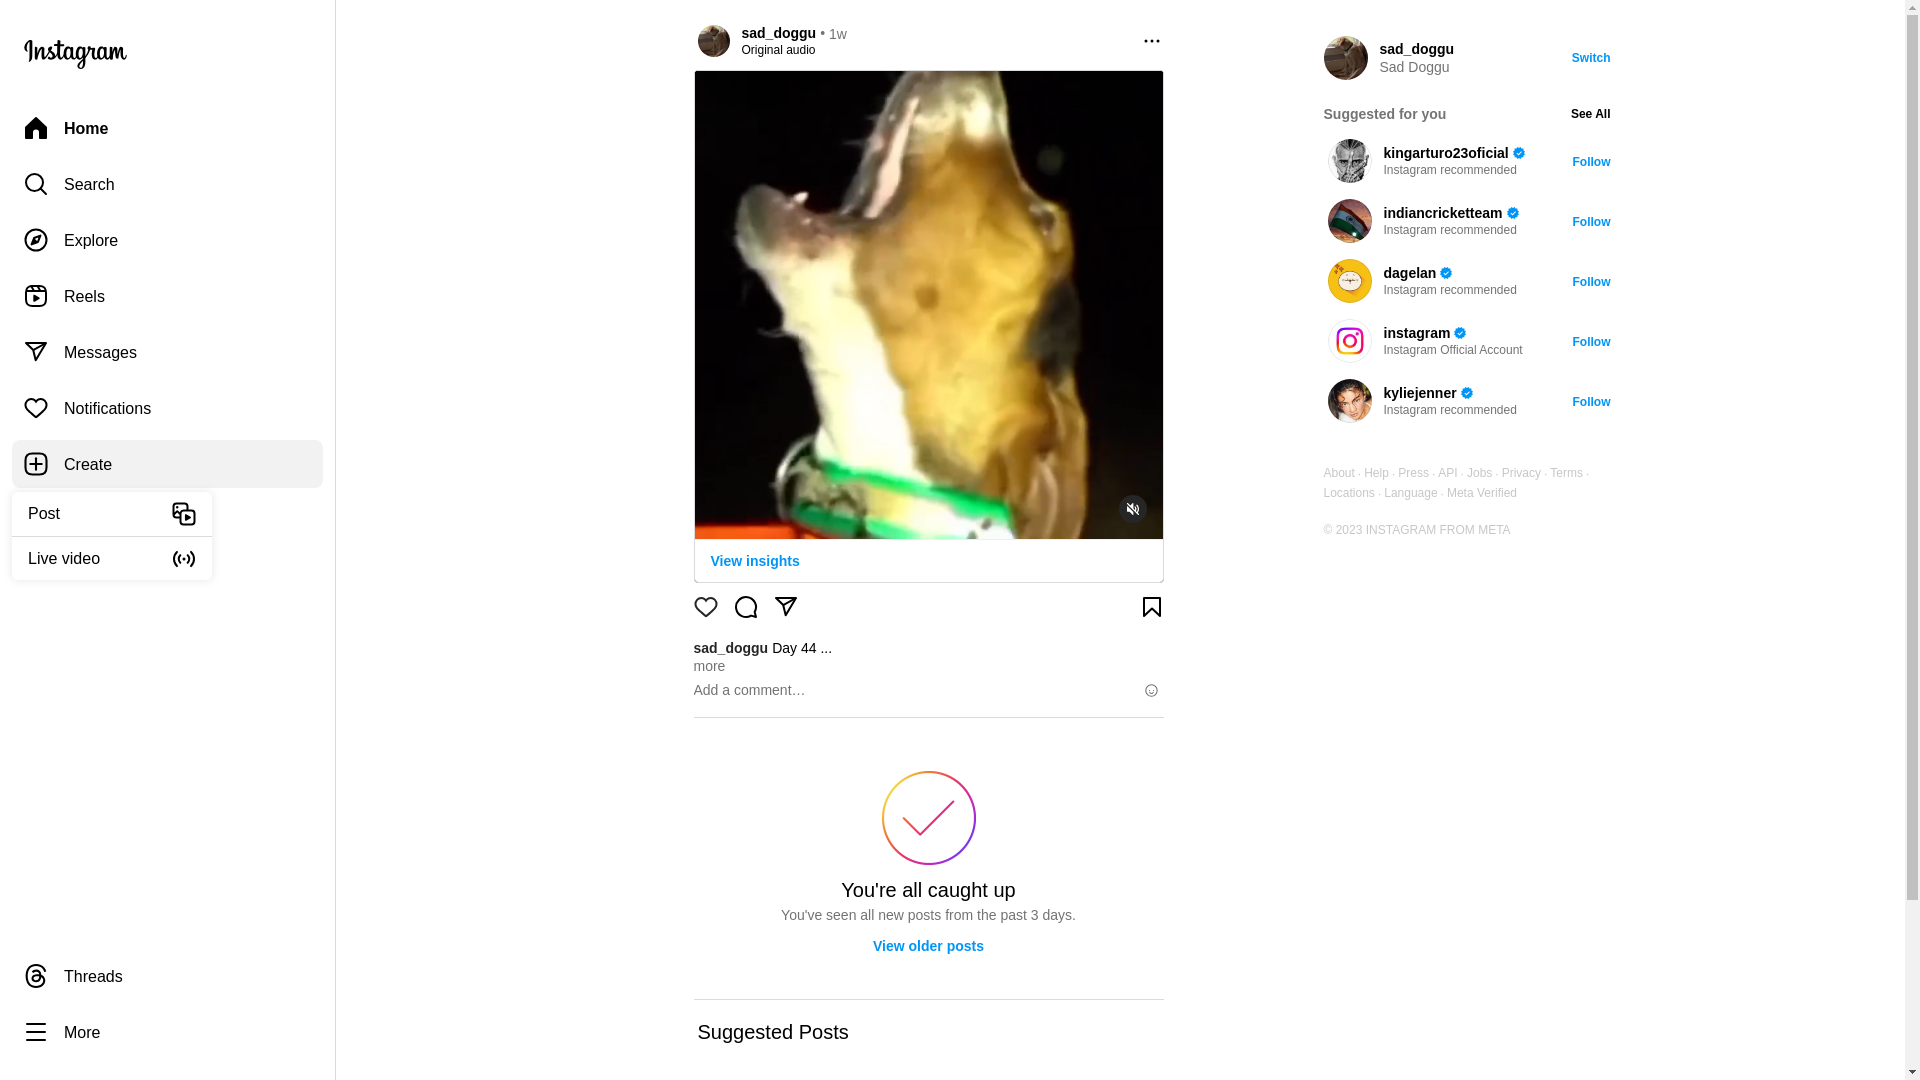 Instagram
Home
Search
Explore
Reels
Messages
Notifications
Create
Post
Live video
Threads
More
sad_doggu • 1w
Original audio
View insights
sad_doggu Day 44 ...
more
Add a comment…
You're all caught up
You've seen all new posts from the past 3 days.
View older posts
Suggested Posts
sad_doggu
Sad Doggu
Switch
Suggested for you
See All
kingarturo23oficial
Instagram recommended
Follow
indiancricketteam
Instagram recommended
Follow
dagelan
Instagram recommended
Follow
instagram
Instagram Official Account
Follow
kyliejenner
Instagram recommended
Follow
About · Help · Press · API · Jobs · Privacy · Terms ·
Locations · Language · Meta Verified
© 2023 INSTAGRAM FROM META